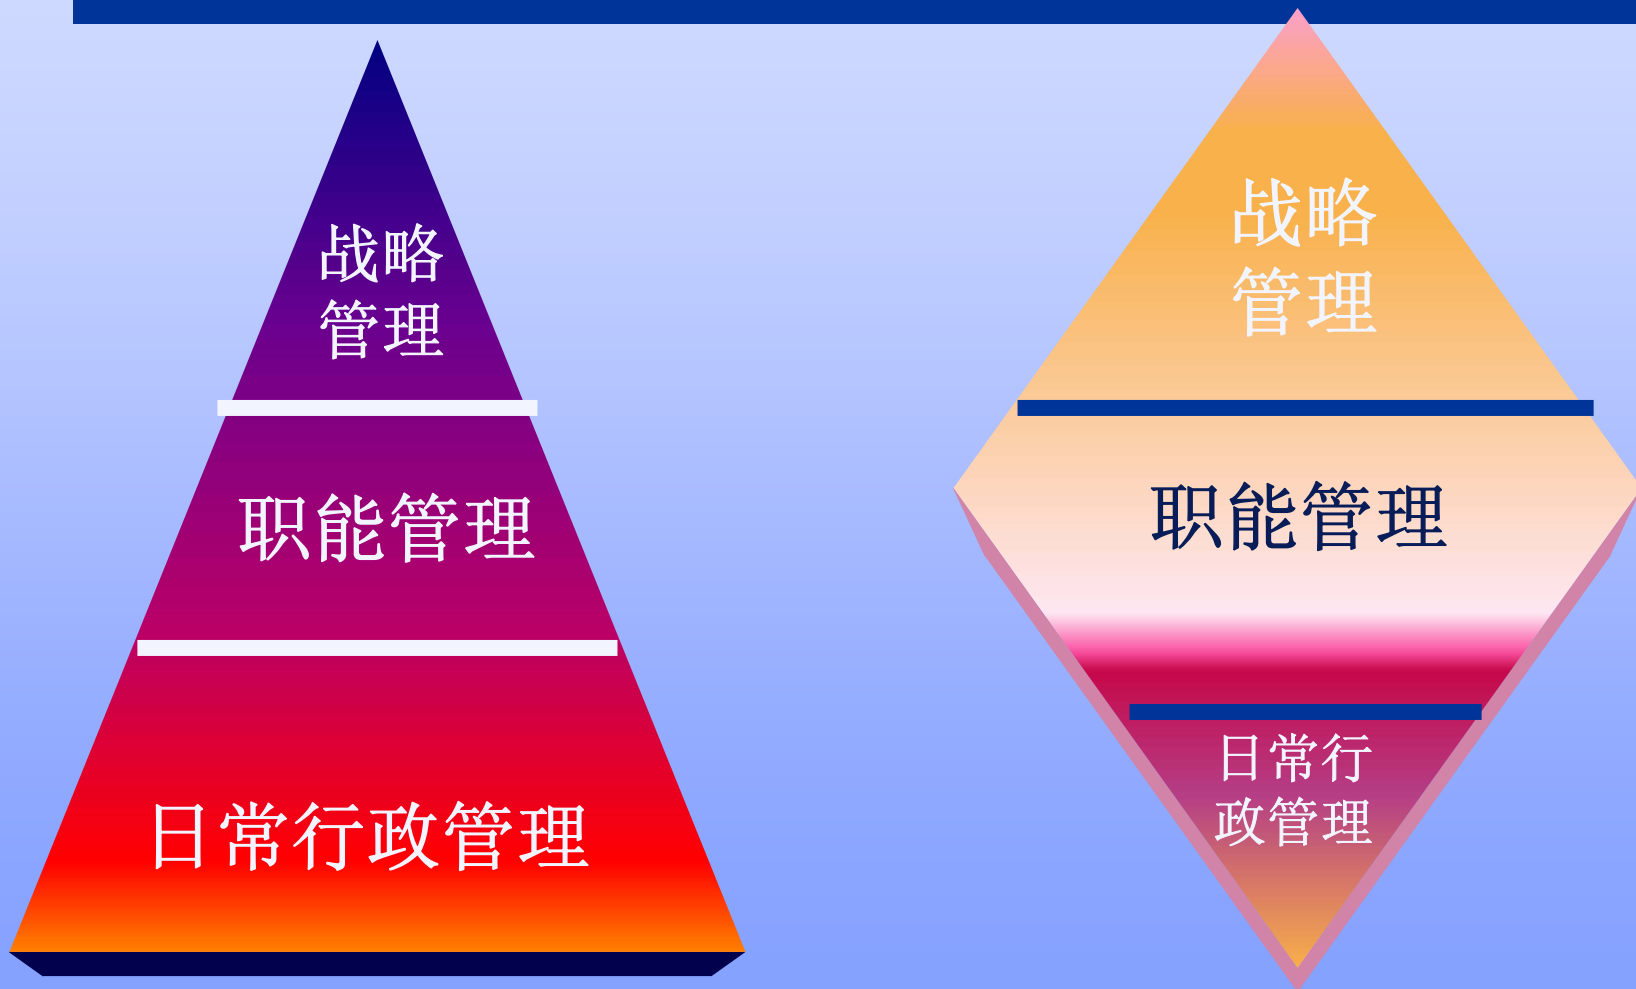 战略
管理
职能管理
日常行政管理
战略
管理
职能管理
日常行
政管理